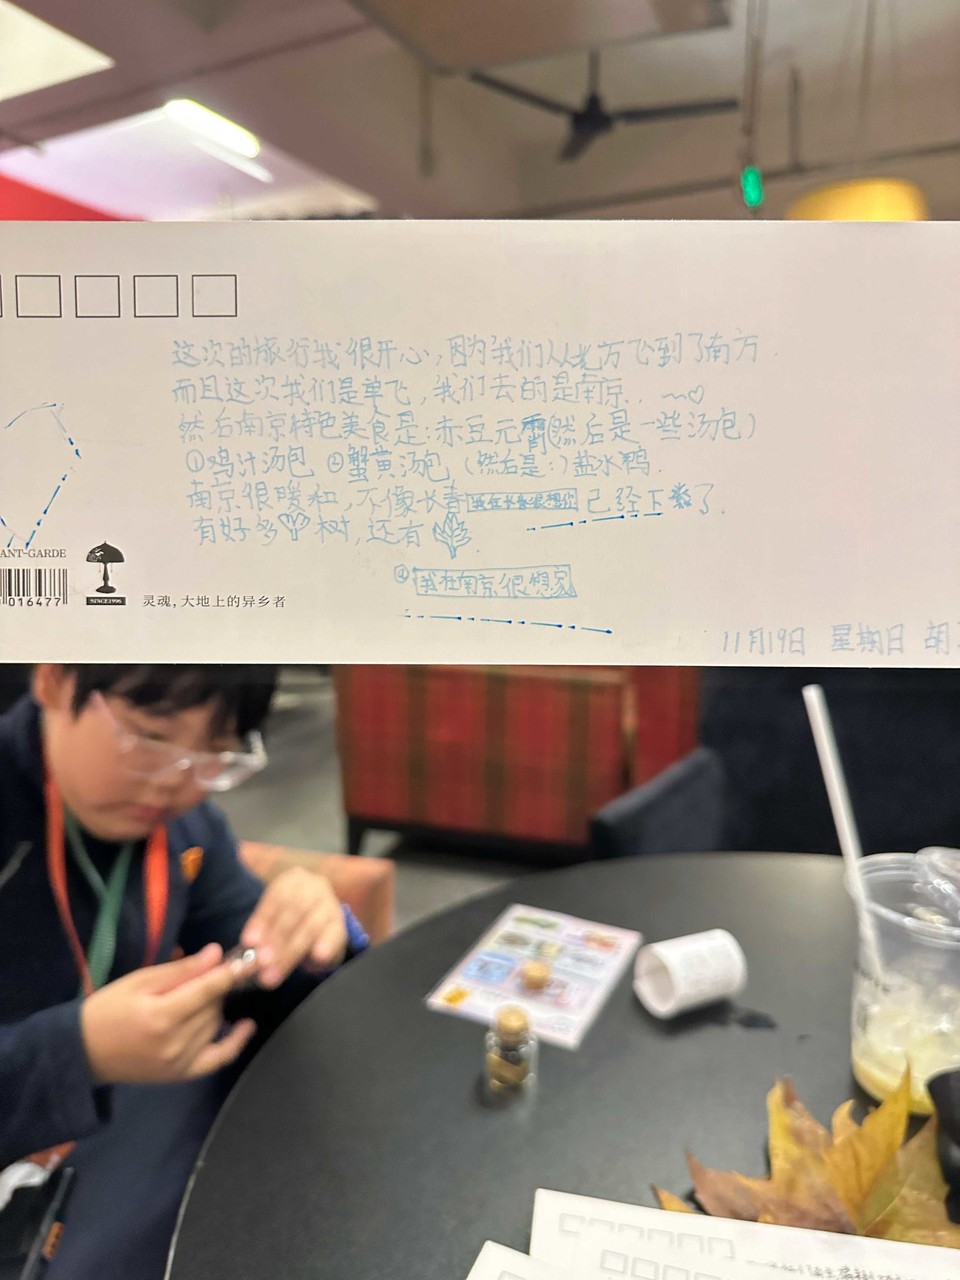 这次的旅行我很开心,因为我们从北方飞到了南方.
而且这次我们是单飞,我们去的是南京.
然后南京特色美食是:赤豆元霄(然后是一些汤包)
①鸡汁汤包 ②蟹黄汤包 (然后是:)盐水鸭.
南京很暖和,不像长春 我在长春很想你 已经下雪了.
有好多 树,还有
我在南京很想家
ANT-GARDE
016477
SINCE1996
灵魂,大地上的异乡者
11月19日 星期日 胡